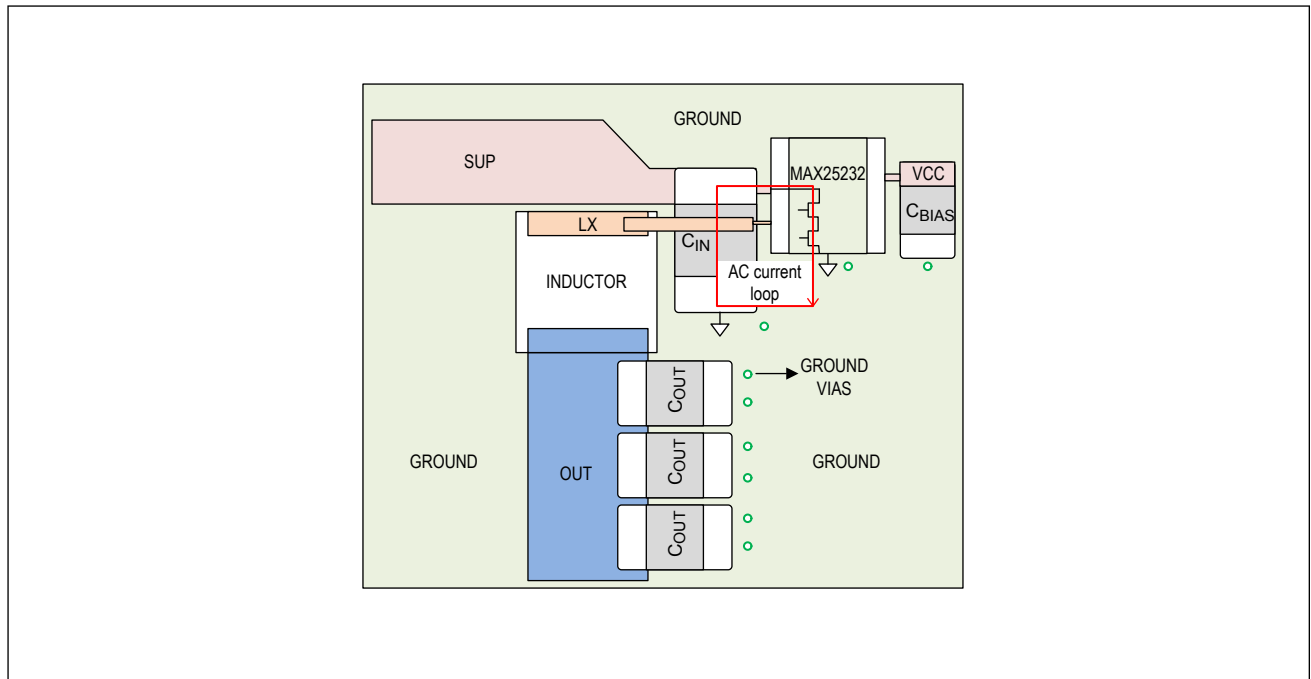 GROUND
SUP
MAX25232
VCC
CBIAS
LX
CIN
AC current
loop
INDUCTOR
GROUND
VIAS
COUT
GROUND
OUT
COUT
GROUND
COUT